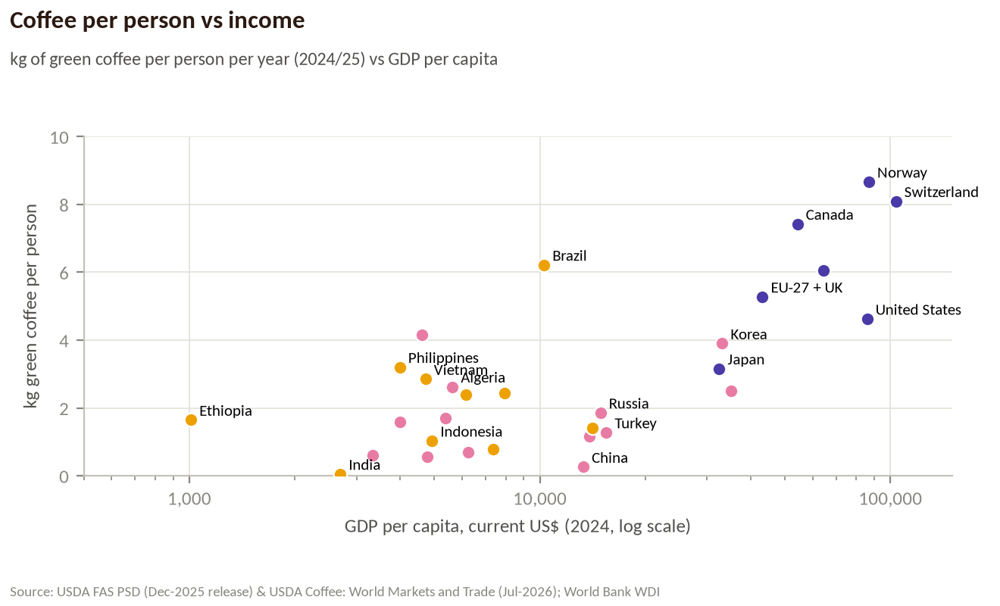 Coffee per person vs income
kg of green coffee per person per year (2024/25) vs GDP per capita
10
8
6
4
2
0
kg green coffee per person
Norway
Switzerland
Canada
Brazil
EU-27 + UK
United States
Korea
Philippines
Japan
Vietnam
Algeria
Ethiopia
Russia
Turkey
Indonesia
China
India
1,000
10,000
100,000
GDP per capita, current US$ (2024, log scale)
Source: USDA FAS PSD (Dec-2025 release) & USDA Coffee: World Markets and Trade (Jul-2026); World Bank WDI